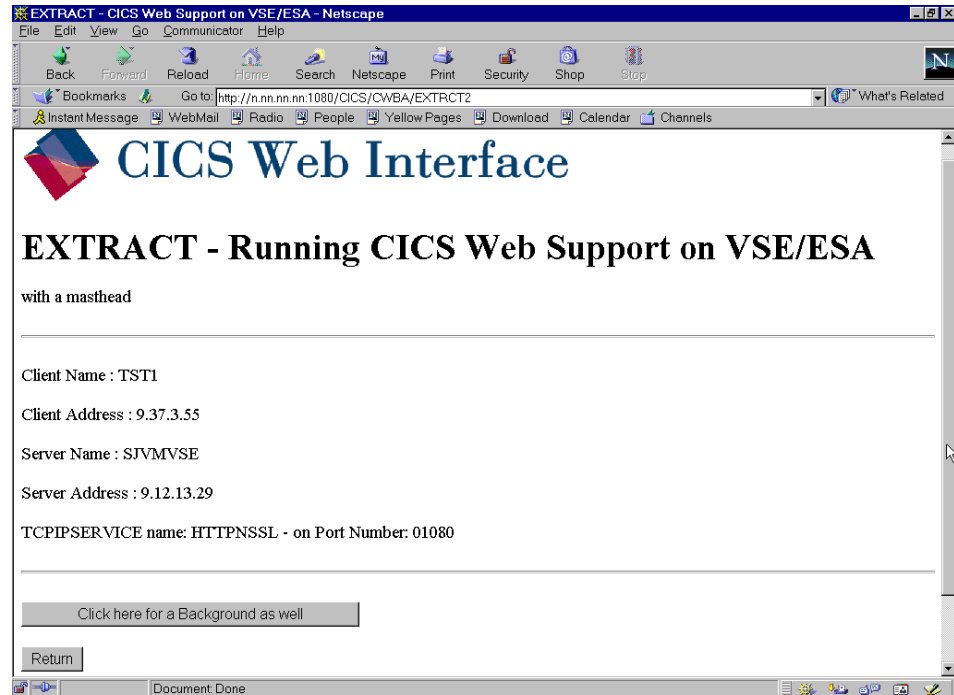 EXTRACT - CICS Web Support on VSE/ESA - Netscape
File Edit View Go Communicator Help
Back Forward Reload Home Search Netscape Print Security Shop Stop
My
N
Bookmarks Go to: http://n.nn.nn.nn:1080/CICS/CWBA/EXTRCT2 What's Related
Instant Message WebMail Radio People Yellow Pages Download Calendar Channels
CICS Web Interface
EXTRACT - Running CICS Web Support on VSE/ESA
with a masthead
Client Name : TST1
Client Address : 9.37.3.55
Server Name : SJVMVSE
Server Address : 9.12.13.29
TCPIPSERVICE name: HTTPNSSL - on Port Number: 01080
Click here for a Background as well
Return
Document: Done